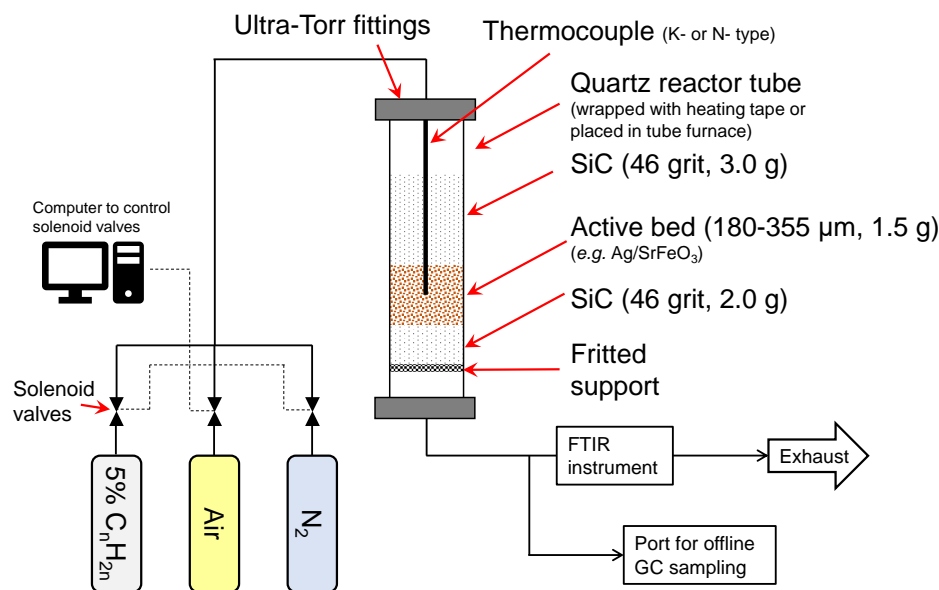 Ultra-Torr fittings
Thermocouple (K- or N- type)
Quartz reactor tube
(wrapped with heating tape or
placed in tube furnace)
SiC (46 grit, 3.0 g)
Computer to control
solenoid valves
Active bed (180-355 µm, 1.5 g)
(e.g. Ag/SrFeO₃)
SiC (46 grit, 2.0 g)
Fritted
support
Solenoid
valves
5% CₙH₂ₙ
Air
N₂
FTIR
instrument
Exhaust
Port for offline
GC sampling